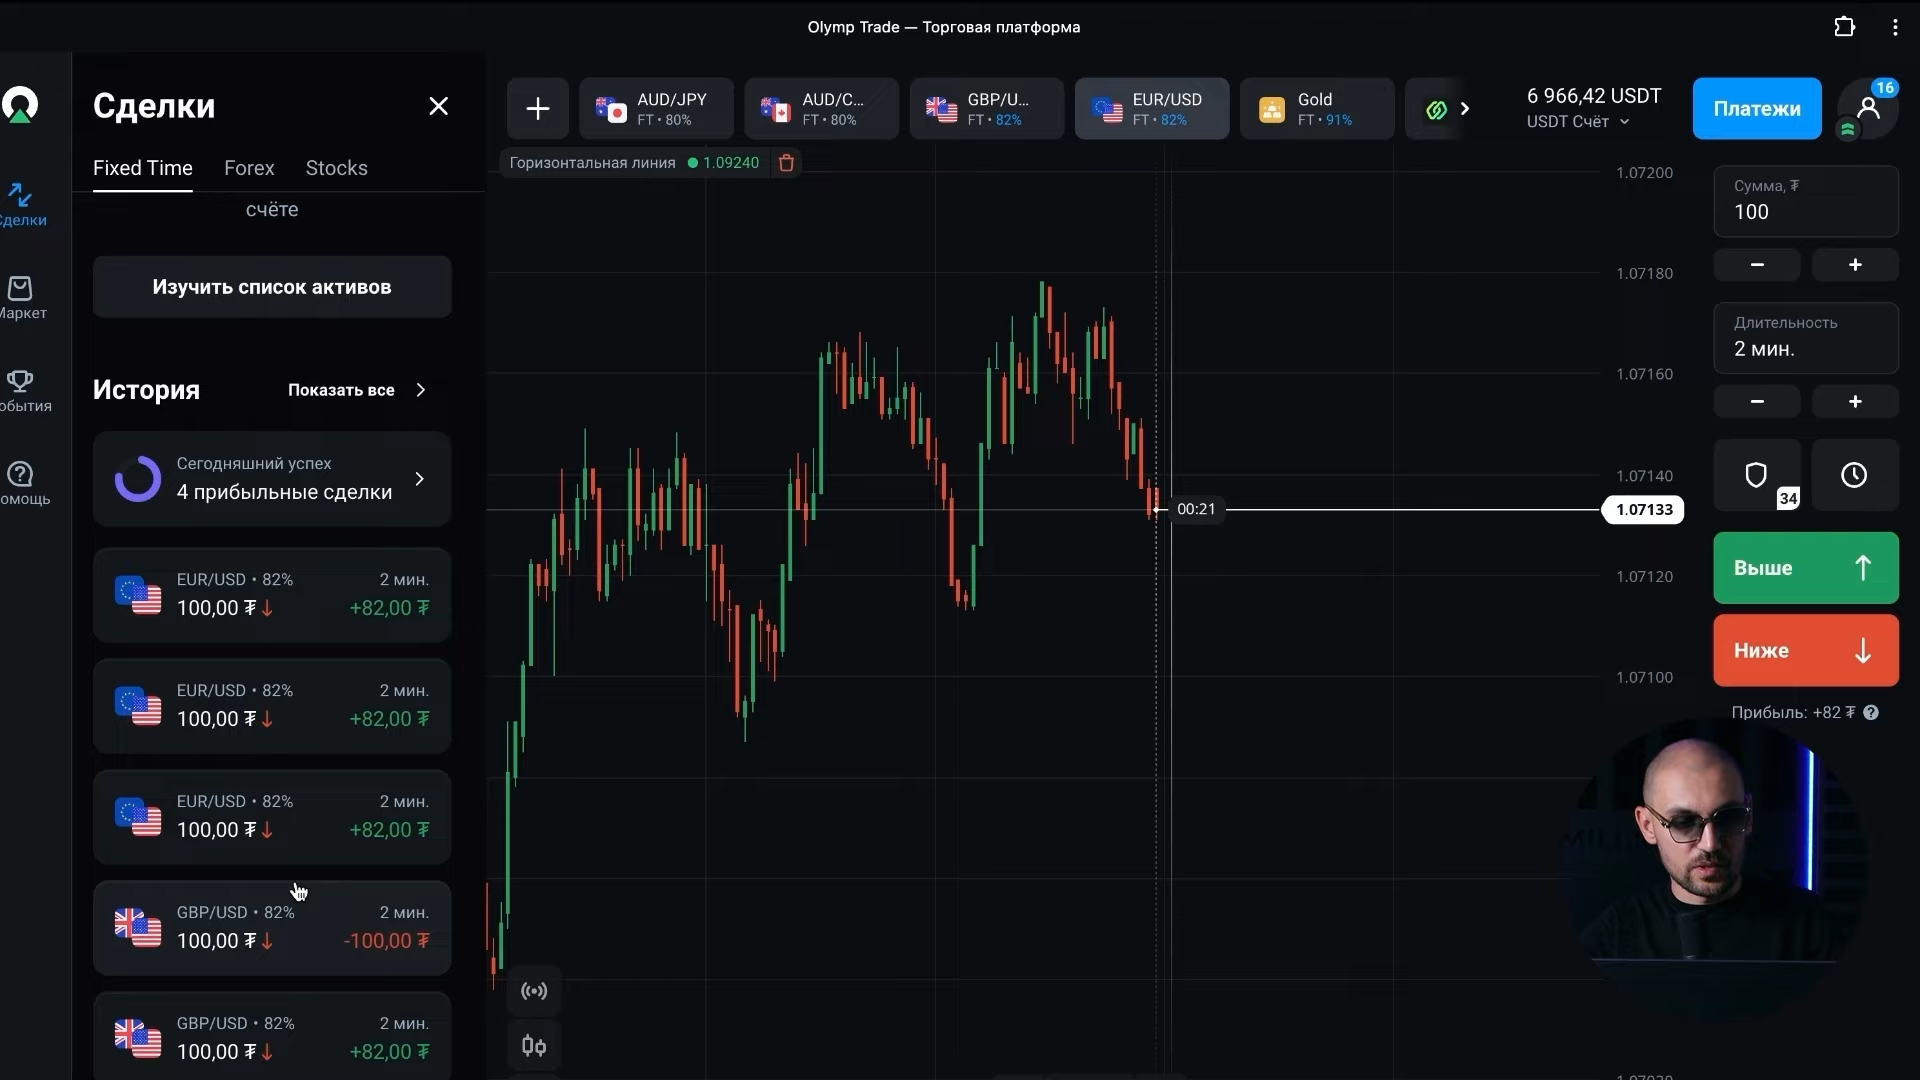 Olymp Trade — Торговая платформа
Сделки
Fixed Time
Forex
Stocks
счёте
Изучить список активов
История
Показать все
Сегодняшний успех
4 прибыльные сделки
EUR/USD • 82%
2 мин.
100,00 ₮ ↓
+82,00 ₮
EUR/USD • 82%
2 мин.
100,00 ₮ ↓
+82,00 ₮
EUR/USD • 82%
2 мин.
100,00 ₮ ↓
+82,00 ₮
GBP/USD • 82%
2 мин.
100,00 ₮ ↓
-100,00 ₮
GBP/USD • 82%
2 мин.
100,00 ₮ ↓
+82,00 ₮
Сделки
Маркет
обытия
омощь
AUD/JPY
FT • 80%
AUD/C...
FT • 80%
GBP/U...
FT • 82%
EUR/USD
FT • 82%
Gold
FT • 91%
6 966,42 USDT
USDT Счёт
Платежи
16
Горизонтальная линия
1.09240
1.07200
1.07180
1.07160
1.07140
00:21
1.07133
1.07120
1.07100
Сумма, ₮
100
− +
Длительность
2 мин.
− +
34
Выше ↑
Ниже ↓
Прибыль: +82 ₮ ?